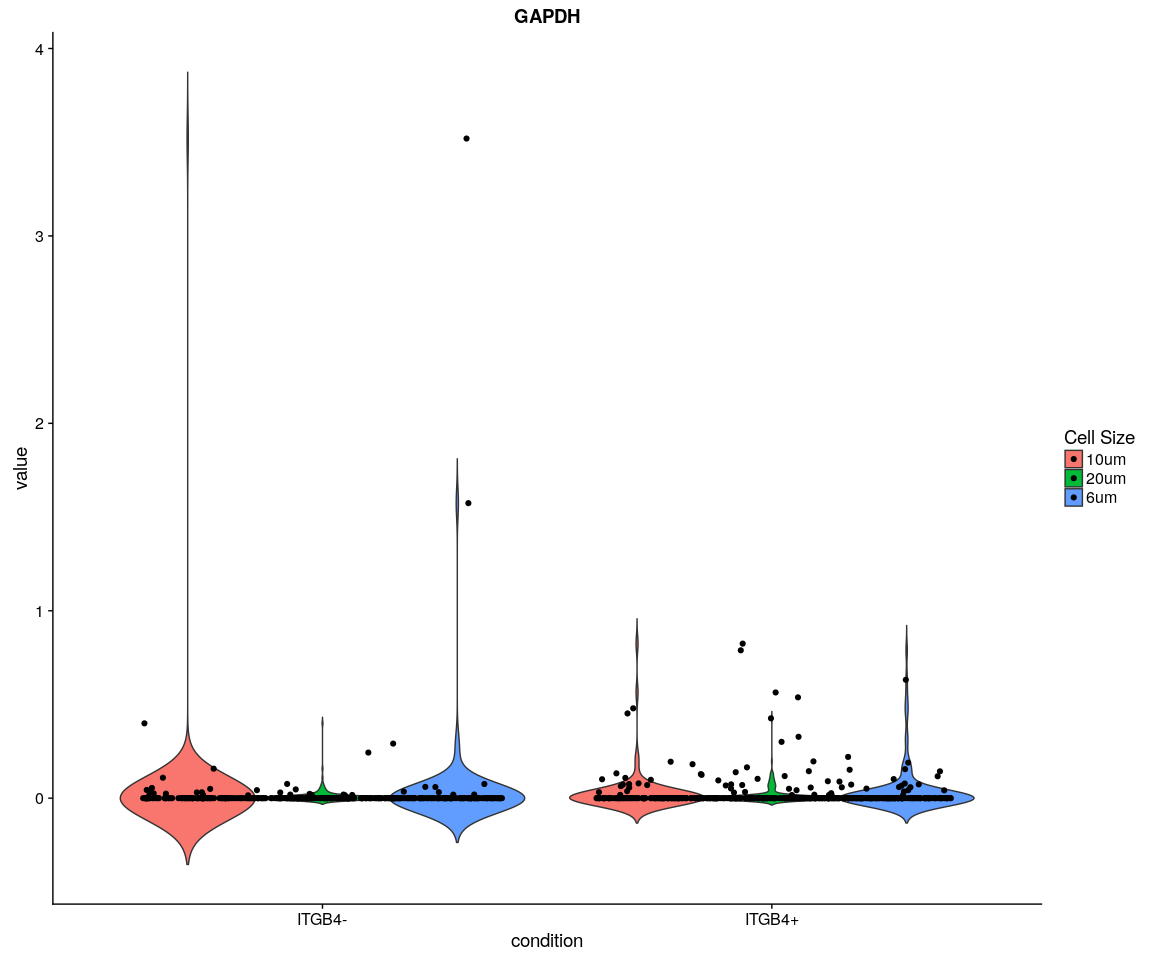 GAPDH
4
3
2
1
0
value
ITGB4-
ITGB4+
condition
Cell Size
10um
20um
6um